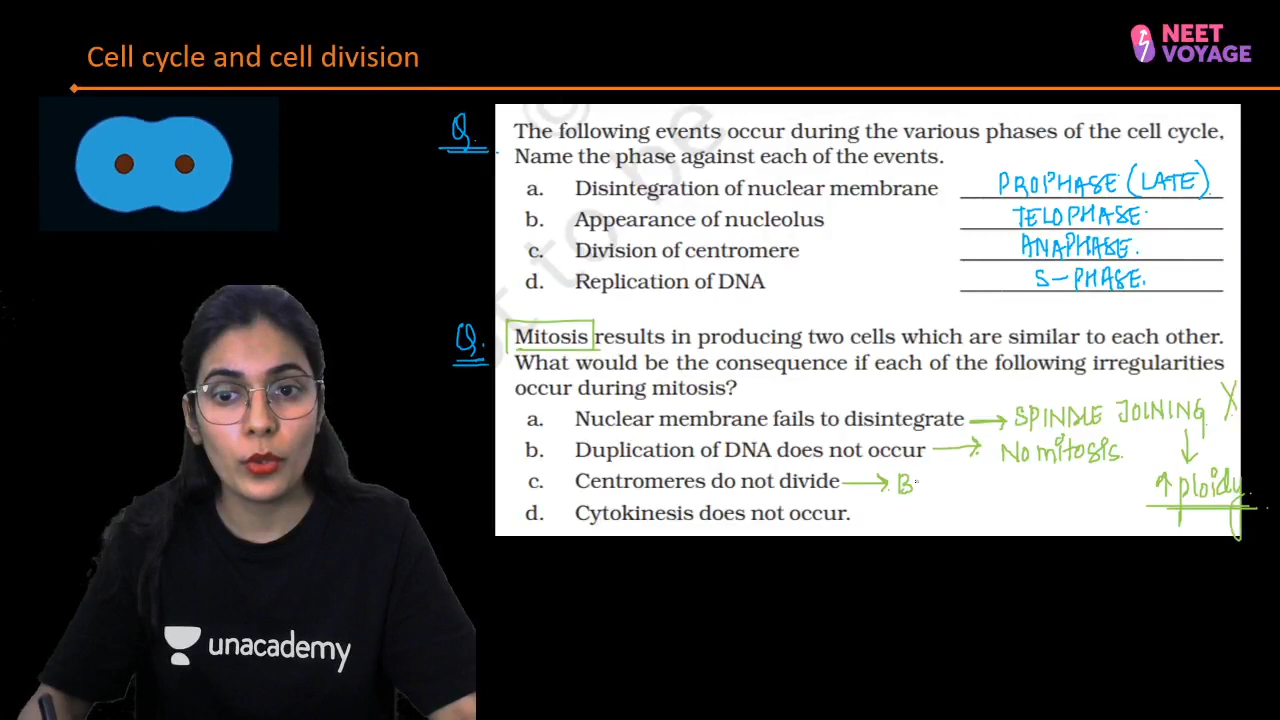 Cell cycle and cell division
NEET
VOYAGE
Q.
The following events occur during the various phases of the cell cycle,
Name the phase against each of the events.
a. Disintegration of nuclear membrane PROPHASE (LATE)
b. Appearance of nucleolus TELOPHASE
c. Division of centromere ANAPHASE.
d. Replication of DNA S-PHASE.
Q.
Mitosis results in producing two cells which are similar to each other.
What would be the consequence if each of the following irregularities
occur during mitosis?
a. Nuclear membrane fails to disintegrate → SPINDLE JOINING X
b. Duplication of DNA does not occur → No mitosis. ↓
c. Centromeres do not divide → B ↑ ploidy
d. Cytokinesis does not occur.
©
not to be
unacademy